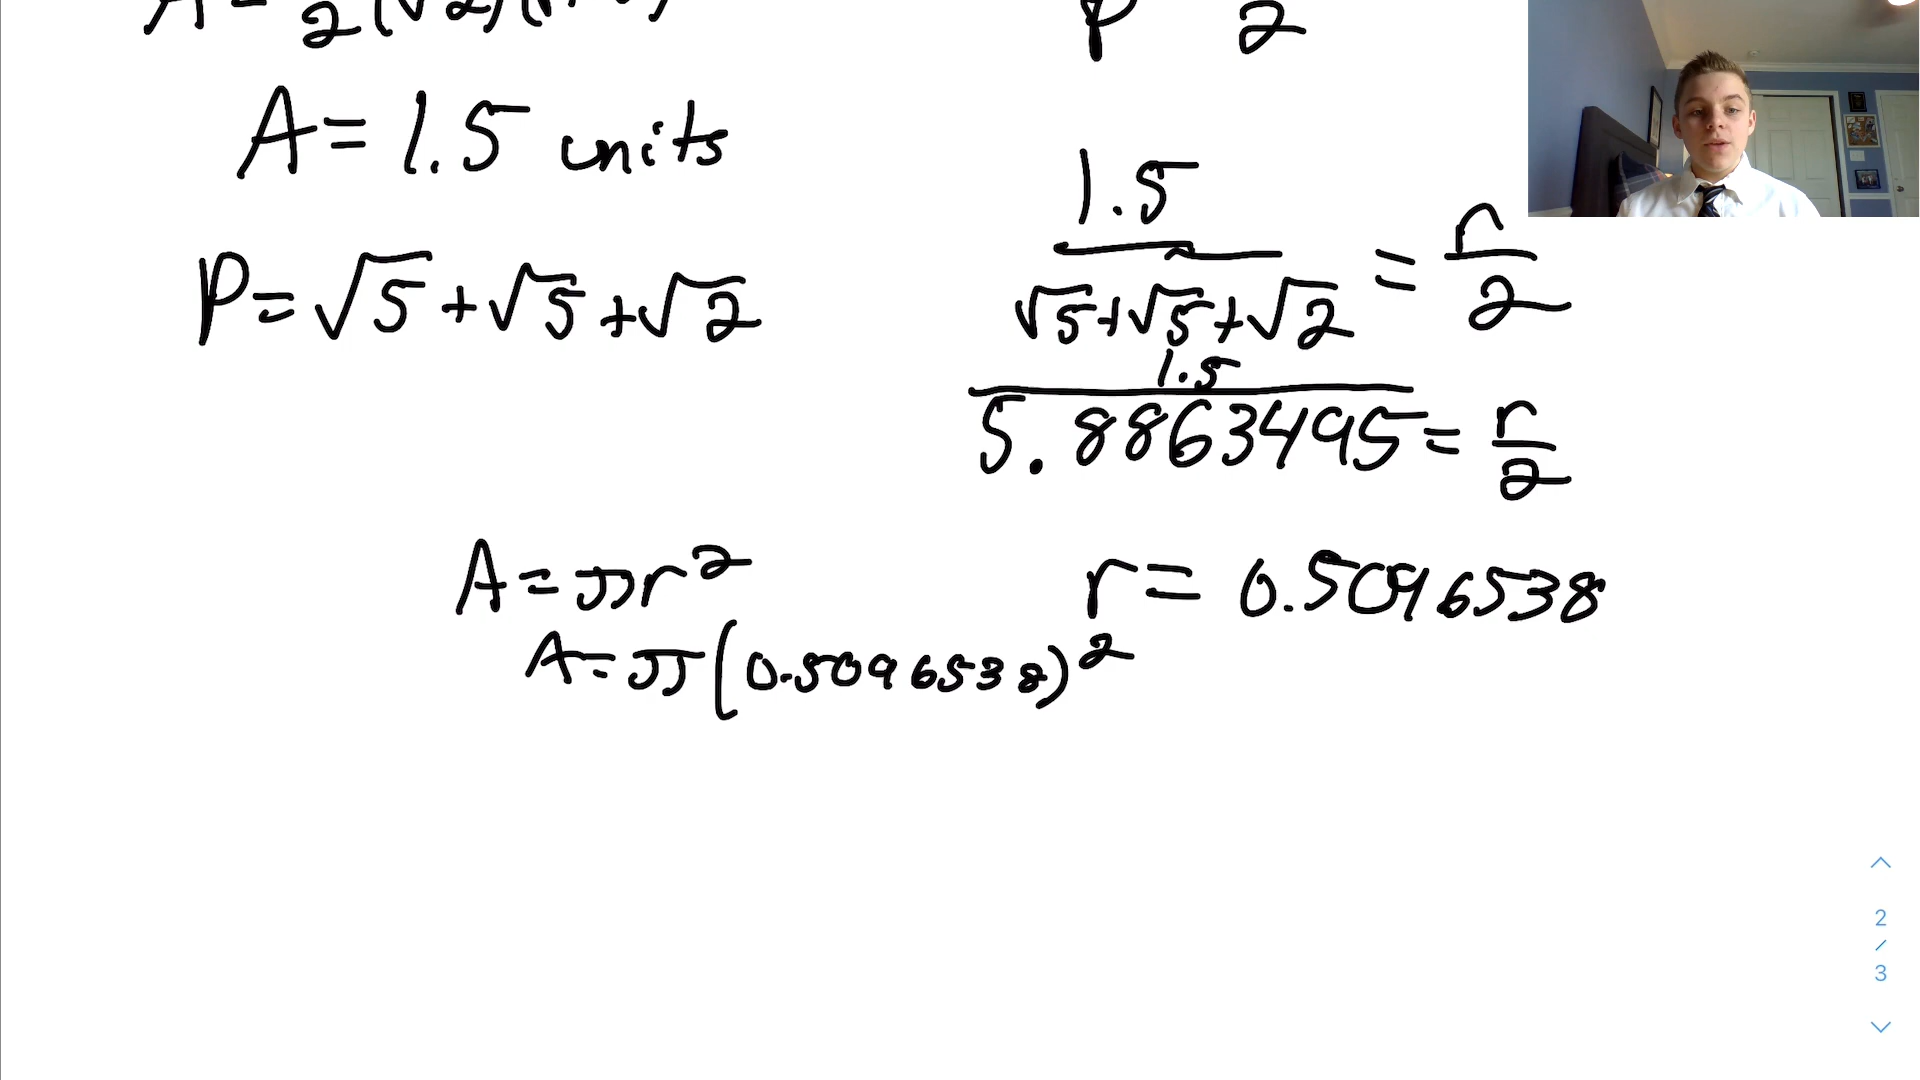 A = 1.5 units
P = √5 + √5 + √2
A = πr²
A = π(0.5096538)²
P 2
1.5
√5+√5+√2 = r/2
1.5
5.8863495 = r/2
r = 0.5096538
2
/
3